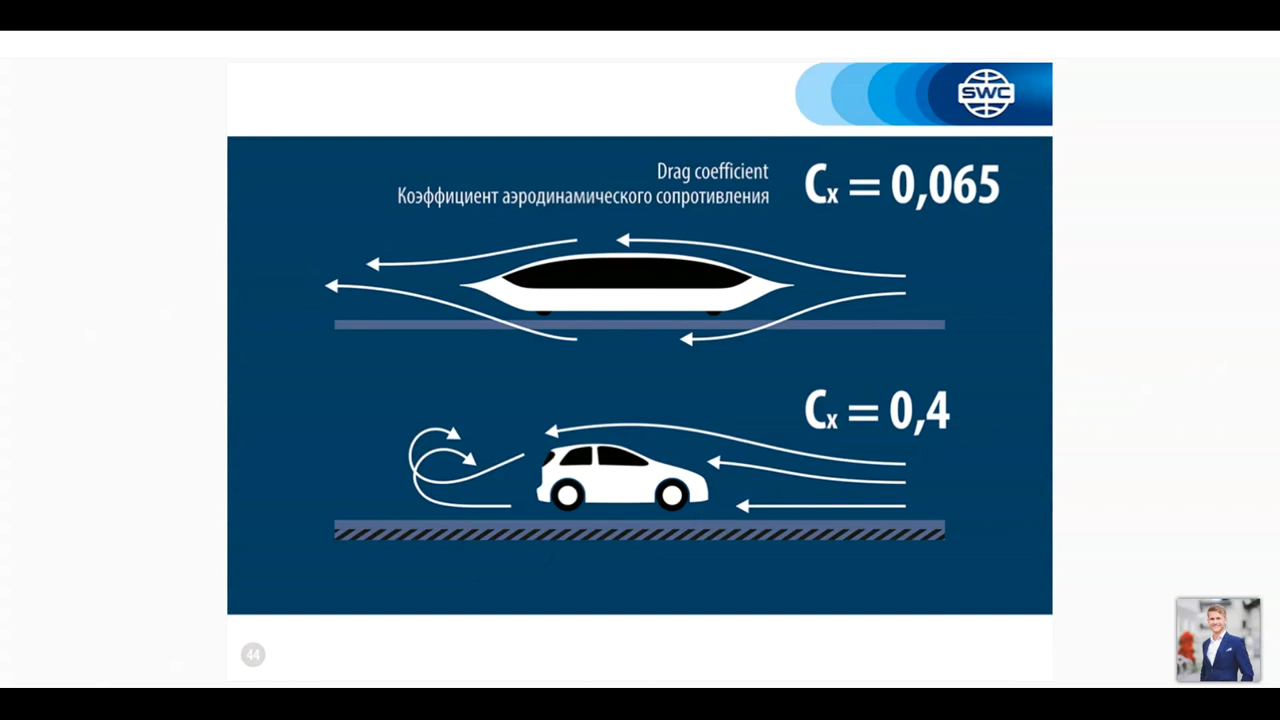 SWC
Drag coefficient
Коэффициент аэродинамического сопротивления
Cx = 0,065
Cx = 0,4
44